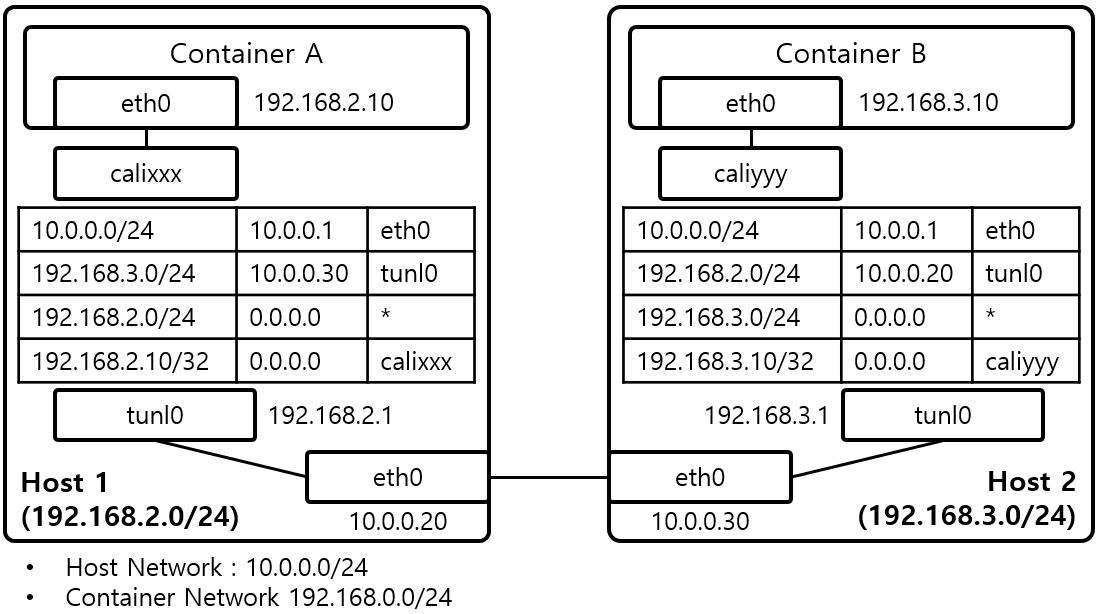 Container A
eth0 192.168.2.10
calixxx
10.0.0.0/24 10.0.0.1 eth0
192.168.3.0/24 10.0.0.30 tunl0
192.168.2.0/24 0.0.0.0 *
192.168.2.10/32 0.0.0.0 calixxx
tunl0 192.168.2.1
eth0
Host 1
(192.168.2.0/24)
10.0.0.20
Container B
eth0 192.168.3.10
caliyyy
10.0.0.0/24 10.0.0.1 eth0
192.168.2.0/24 10.0.0.20 tunl0
192.168.3.0/24 0.0.0.0 *
192.168.3.10/32 0.0.0.0 caliyyy
192.168.3.1 tunl0
eth0
Host 2
(192.168.3.0/24)
10.0.0.30
• Host Network : 10.0.0.0/24
• Container Network 192.168.0.0/24